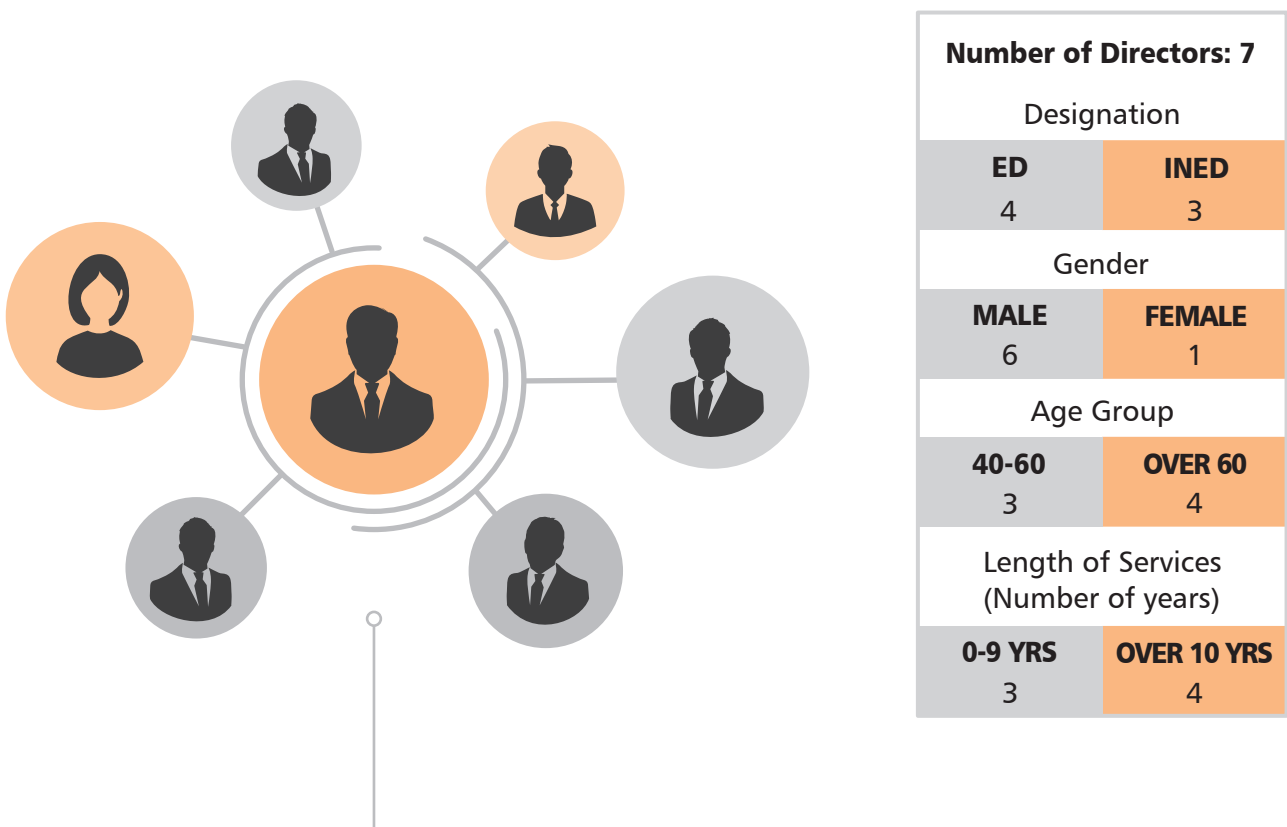 Number of Directors: 7
Designation
ED INED
4 3
Gender
MALE FEMALE
6 1
Age Group
40-60 OVER 60
3 4
Length of Services
(Number of years)
0-9 YRS OVER 10 YRS
3 4